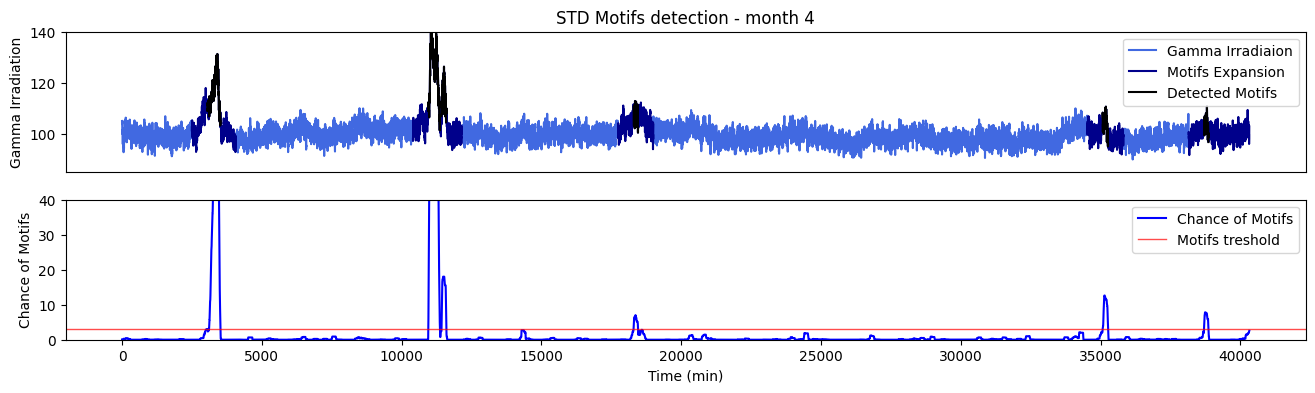 STD Motifs detection - month 4
Gamma Irradiation
140
120
100
Gamma Irradiaion
Motifs Expansion
Detected Motifs
Chance of Motifs
40
30
20
10
0
Chance of Motifs
Motifs treshold
0 5000 10000 15000 20000 25000 30000 35000 40000
Time (min)